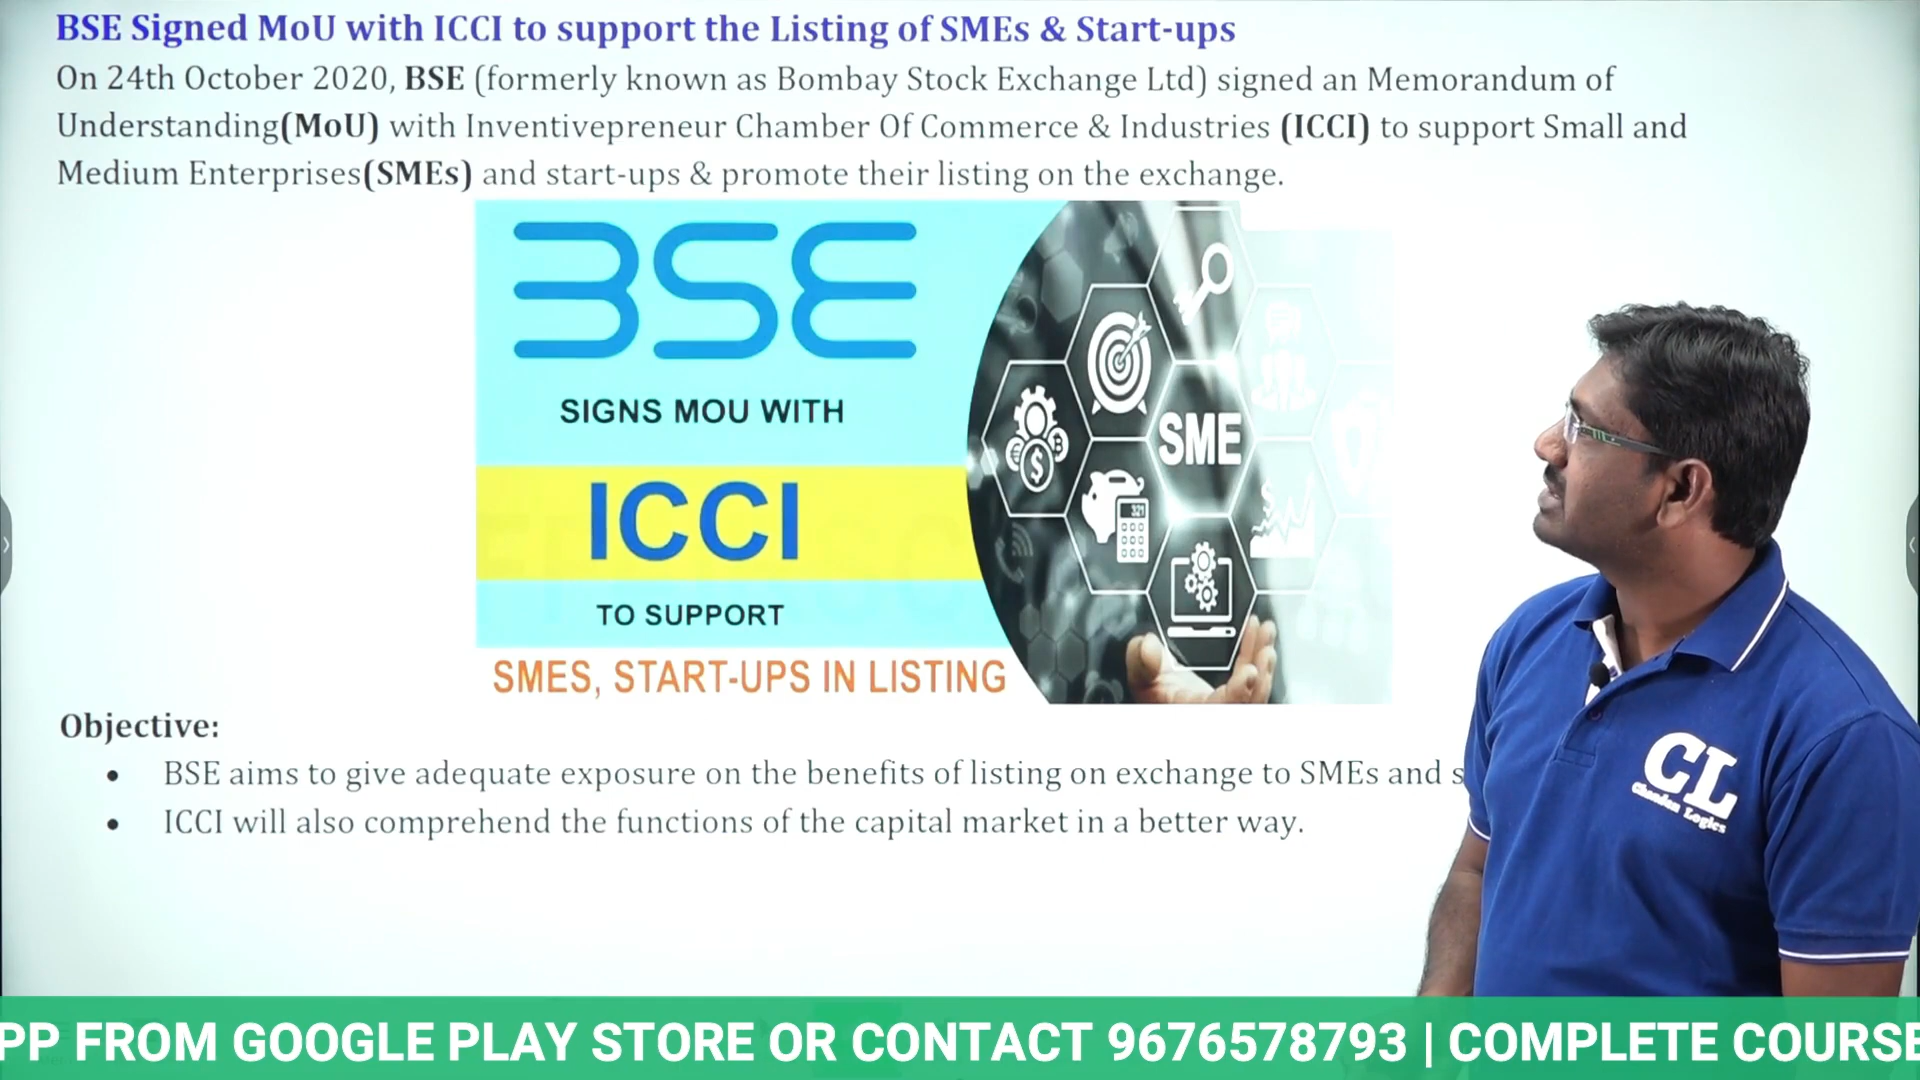 BSE Signed MoU with ICCI to support the Listing of SMEs & Start-ups
On 24th October 2020, BSE (formerly known as Bombay Stock Exchange Ltd) signed an Memorandum of
Understanding(MoU) with Inventivepreneur Chamber Of Commerce & Industries (ICCI) to support Small and
Medium Enterprises(SMEs) and start-ups & promote their listing on the exchange.
BSE
SIGNS MOU WITH
ICCI
TO SUPPORT
SMES, START-UPS IN LISTING
SME
321
Objective:
• BSE aims to give adequate exposure on the benefits of listing on exchange to SMEs and s
• ICCI will also comprehend the functions of the capital market in a better way.
CL
Chandan Logics
PP FROM GOOGLE PLAY STORE OR CONTACT 9676578793 | COMPLETE COURSE